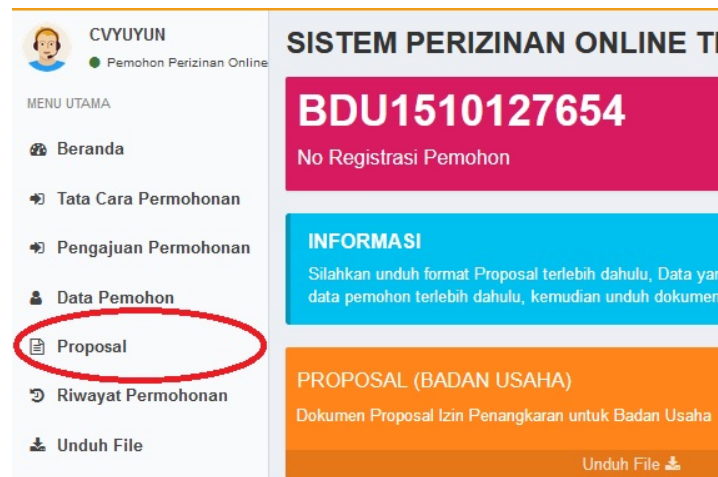 CVYUYUN
Pemohon Perizinan Online
MENU UTAMA
Beranda
Tata Cara Permohonan
Pengajuan Permohonan
Data Pemohon
Proposal
Riwayat Permohonan
Unduh File
SISTEM PERIZINAN ONLINE
BDU1510127654
No Registrasi Pemohon
INFORMASI
Silahkan unduh format Proposal terlebih dahulu, Data
data pemohon terlebih dahulu, kemudian unduh dokumen
PROPOSAL (BADAN USAHA)
Dokumen Proposal Izin Penangkaran untuk Badan Usaha
Unduh File